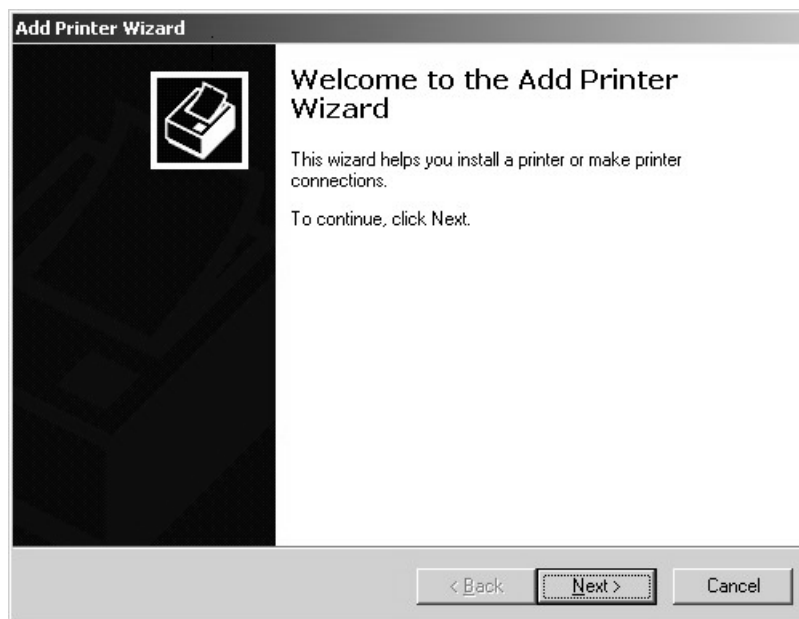 Add Printer Wizard
Welcome to the Add Printer
Wizard
This wizard helps you install a printer or make printer
connections.
To continue, click Next.
< Back
Next >
Cancel